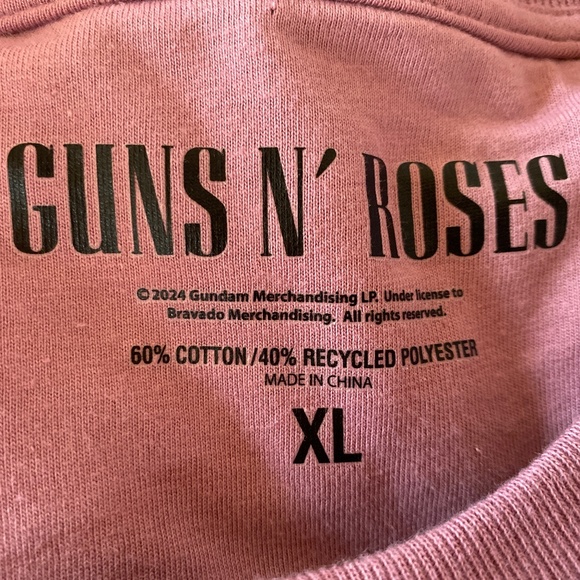 GUNS N' ROSES
© 2024 Gundam Merchandising LP. Under license to
Bravado Merchandising. All rights reserved.
60% COTTON/40% RECYCLED POLYESTER
MADE IN CHINA
XL